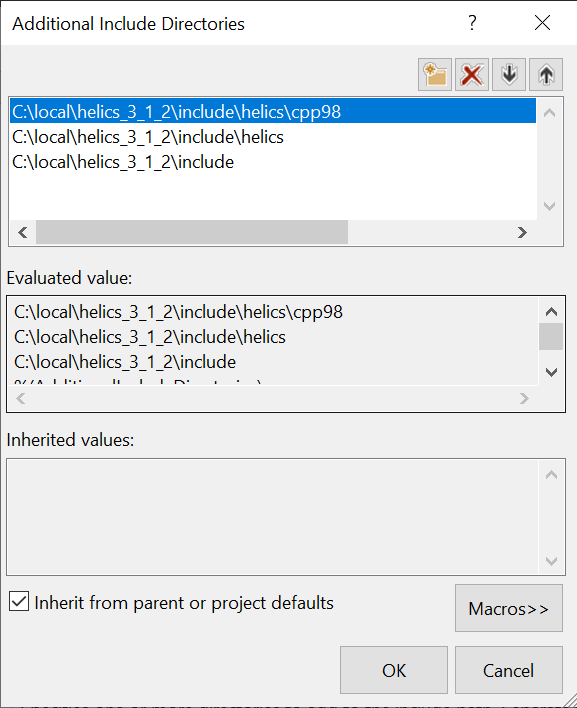 Additional Include Directories
?
C:\local\helics_3_1_2\include\helics\cpp98
C:\local\helics_3_1_2\include\helics
C:\local\helics_3_1_2\include
Evaluated value:
C:\local\helics_3_1_2\include\helics\cpp98
C:\local\helics_3_1_2\include\helics
C:\local\helics_3_1_2\include
Inherited values:
Inherit from parent or project defaults
Macros>>
OK
Cancel